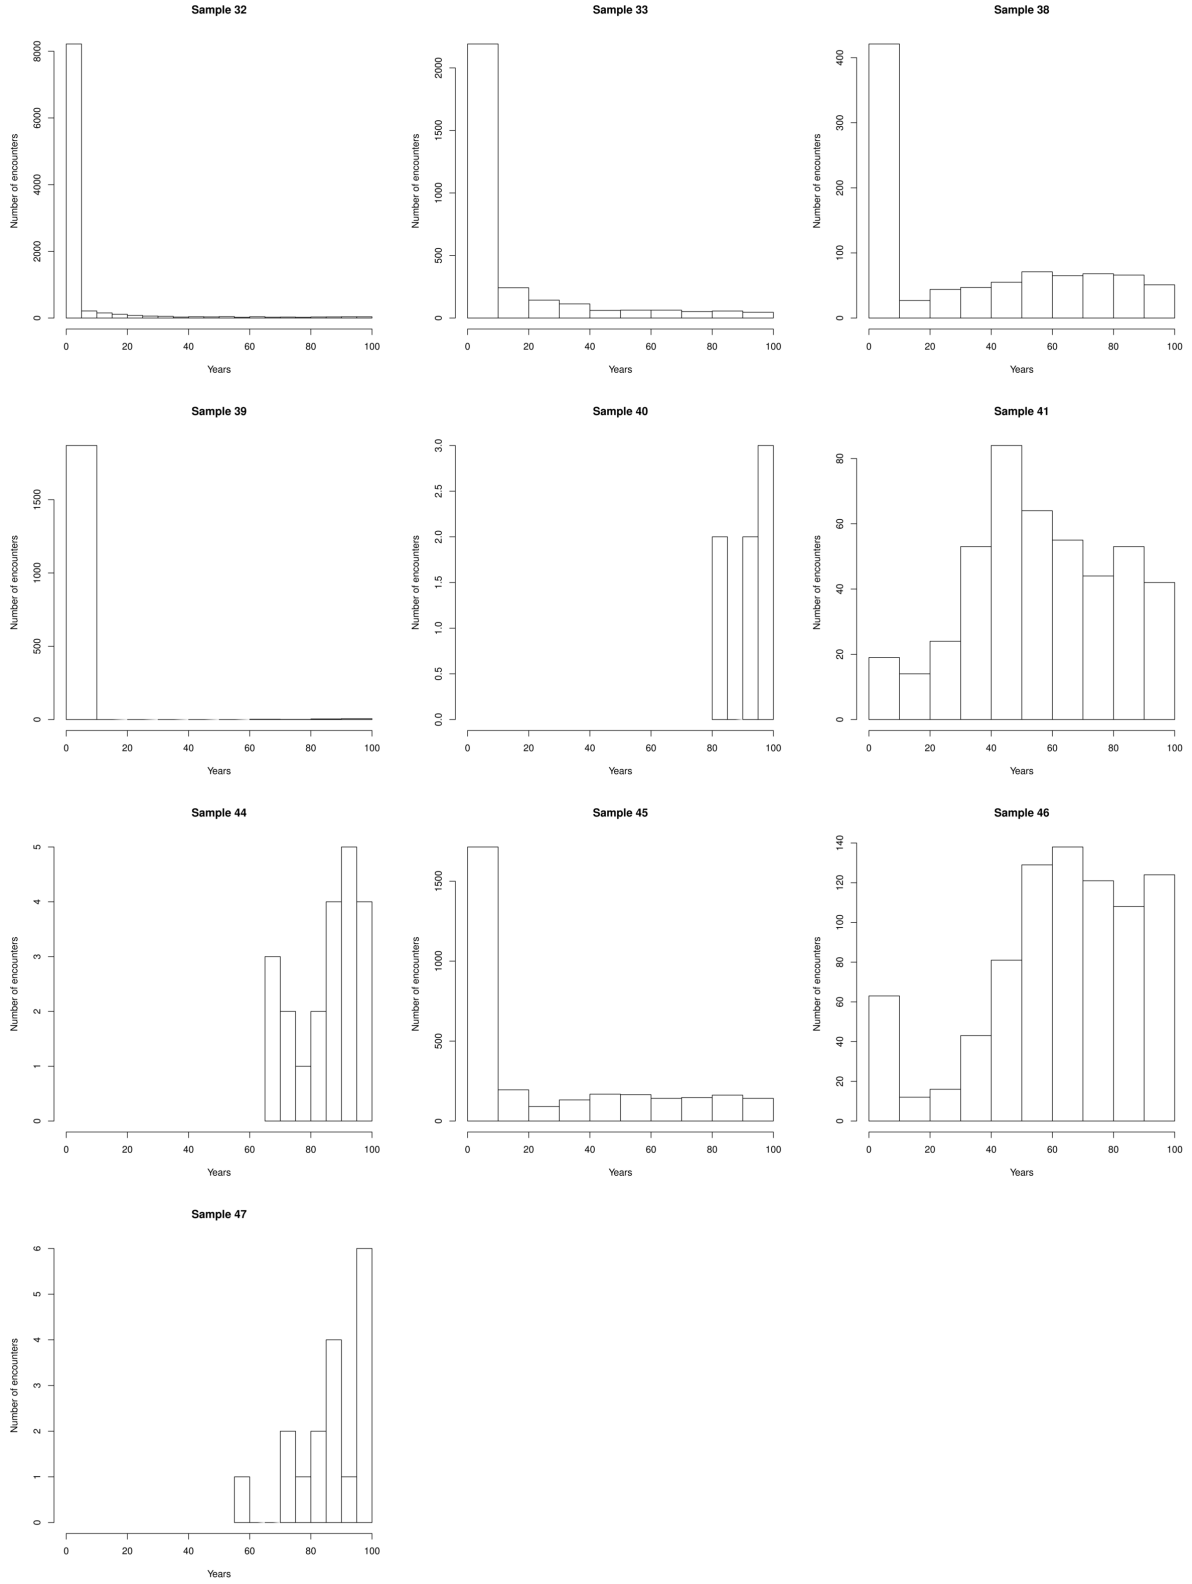 Sample 32
Number of encounters
0 2000 4000 6000 8000
0 20 40 60 80 100
Years
Sample 33
Number of encounters
0 500 1000 1500 2000
0 20 40 60 80 100
Years
Sample 38
Number of encounters
0 100 200 300 400
0 20 40 60 80 100
Years
Sample 39
Number of encounters
0 500 1000 1500
0 20 40 60 80 100
Years
Sample 40
Number of encounters
0.0 0.5 1.0 1.5 2.0 2.5 3.0
0 20 40 60 80 100
Years
Sample 41
Number of encounters
0 20 40 60 80
0 20 40 60 80 100
Years
Sample 44
Number of encounters
0 1 2 3 4 5
0 20 40 60 80 100
Years
Sample 45
Number of encounters
0 500 1000 1500
0 20 40 60 80 100
Years
Sample 46
Number of encounters
0 20 40 60 80 100 120 140
0 20 40 60 80 100
Years
Sample 47
Number of encounters
0 1 2 3 4 5 6
0 20 40 60 80 100
Years